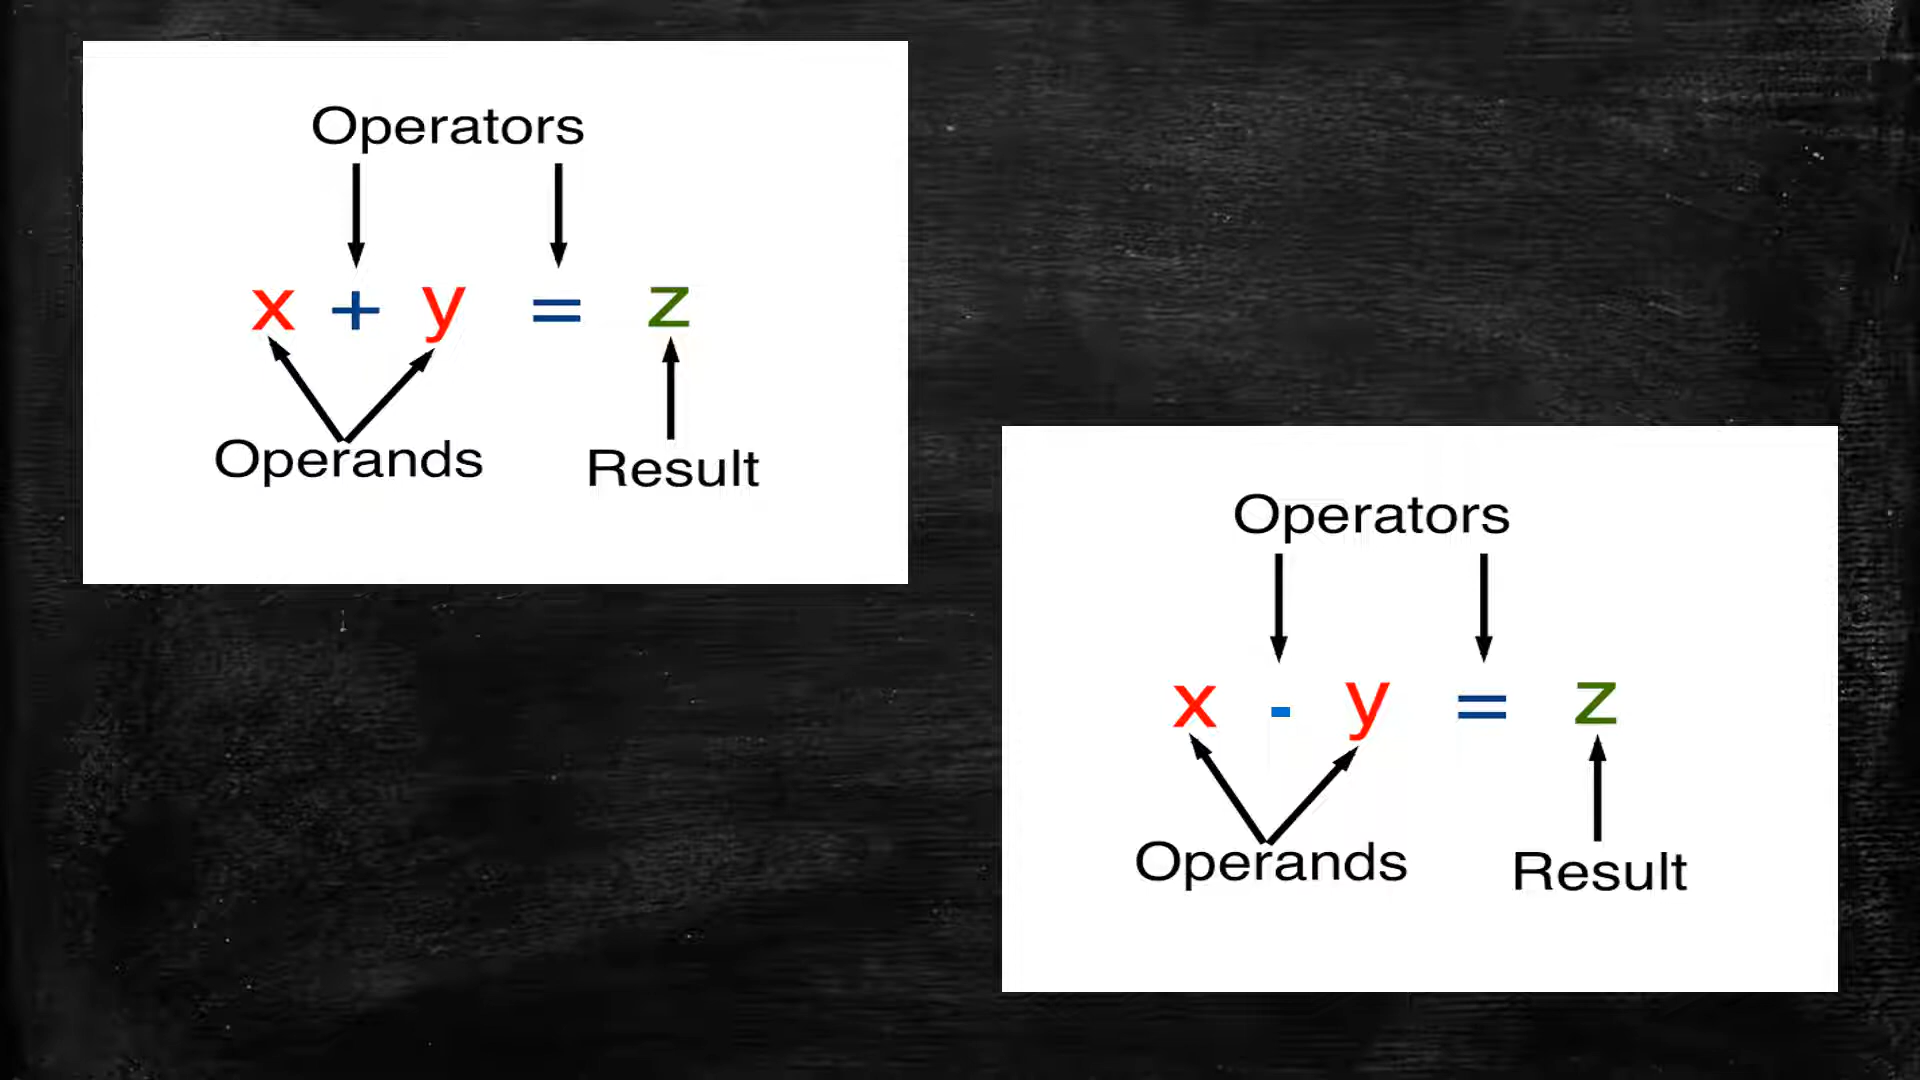 Operators
x + y = z
Operands
Result
Operators
x - y = z
Operands
Result